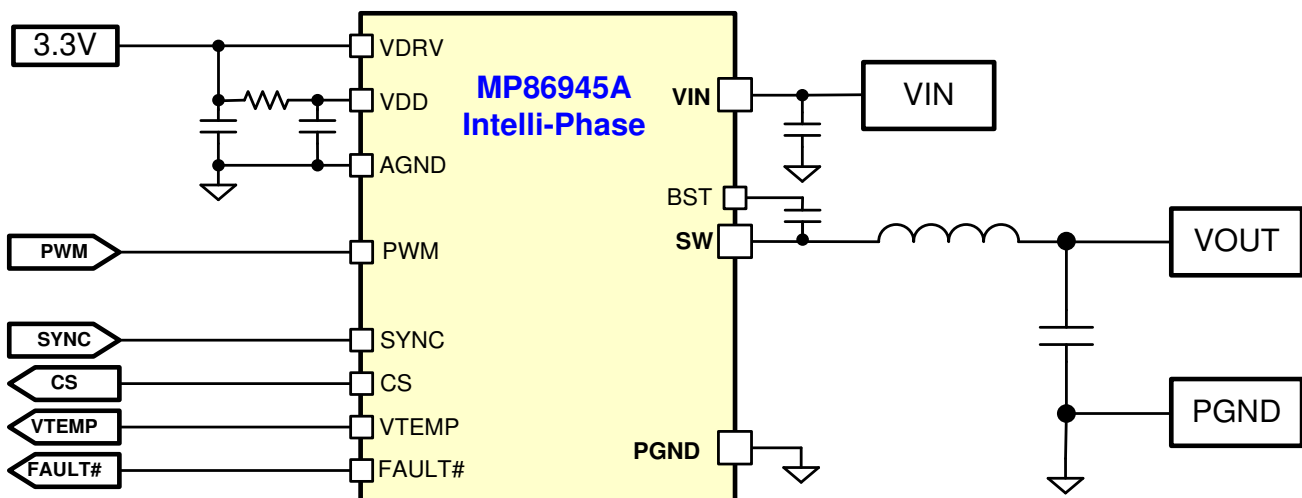 3.3V
VDRV
VDD
AGND
MP86945A
Intelli-Phase
VIN
VIN
BST
SW
VOUT
PWM
PWM
SYNC
SYNC
CS
CS
VTEMP
VTEMP
FAULT#
FAULT#
PGND
PGND